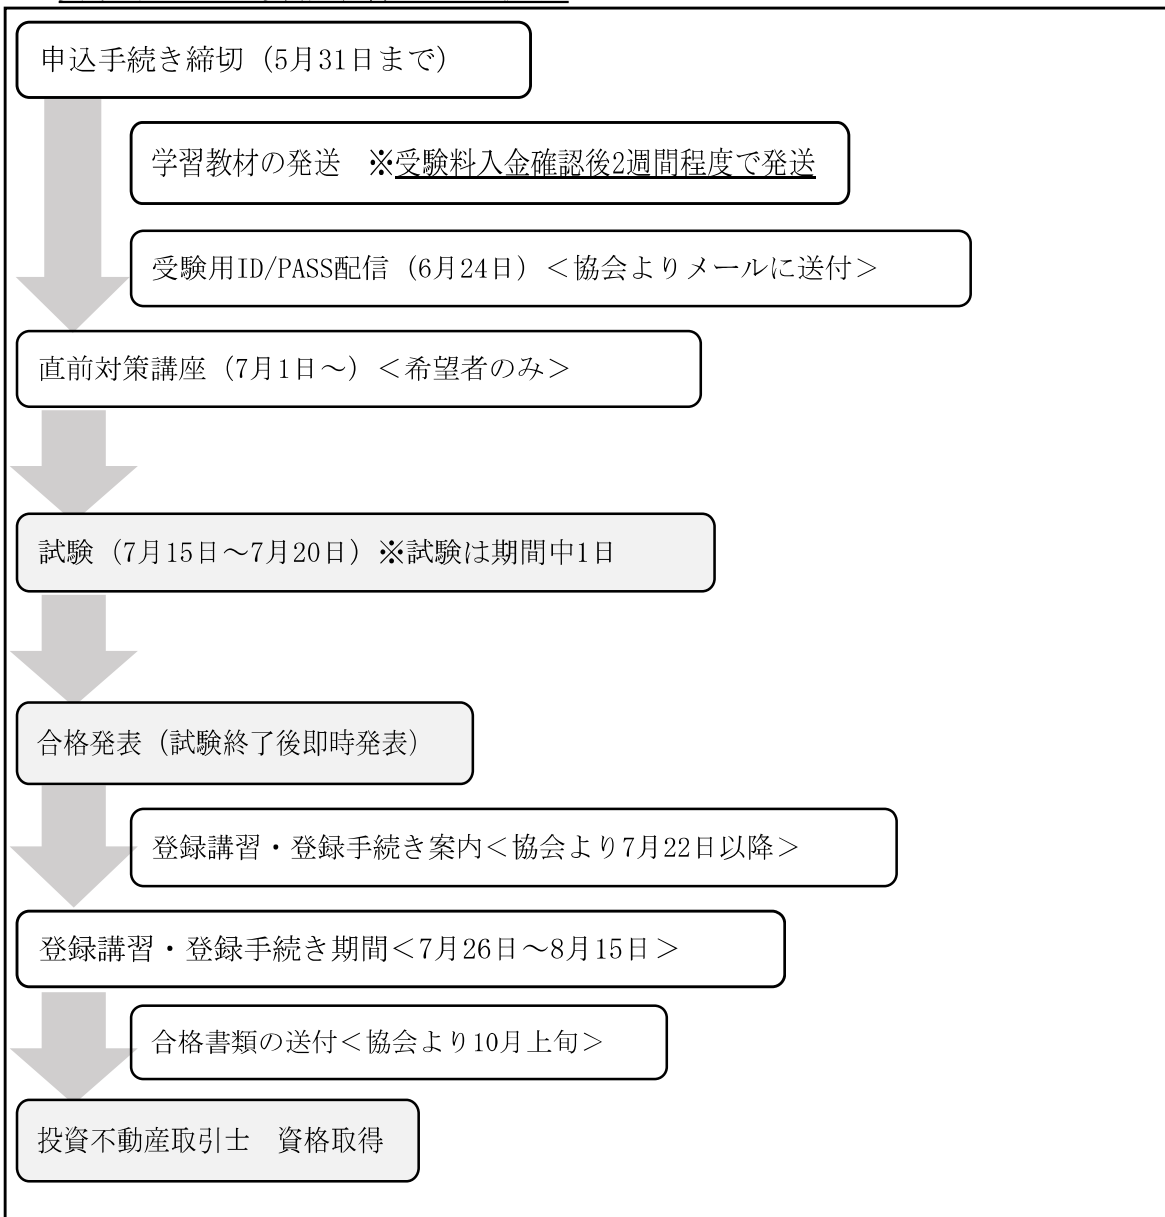 申込手続き締切（5月31日まで）
学習教材の発送　※受験料入金確認後2週間程度で発送
受験用ID/PASS配信（6月24日）＜協会よりメールに送付＞
直前対策講座（7月1日～）＜希望者のみ＞
試験（7月15日～7月20日）※試験は期間中1日
合格発表（試験終了後即時発表）
登録講習・登録手続き案内＜協会より7月22日以降＞
登録講習・登録手続き期間＜7月26日～8月15日＞
合格書類の送付＜協会より10月上旬＞
投資不動産取引士　資格取得